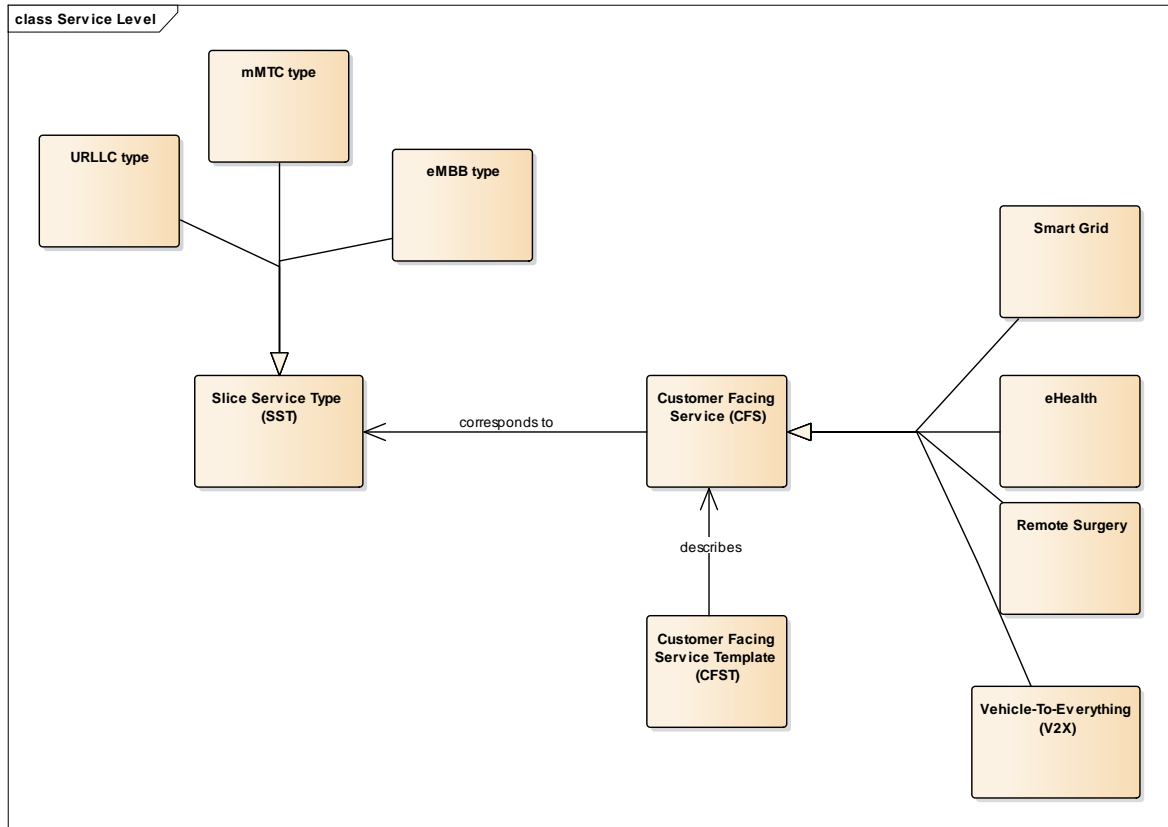 class Service Level
mMTC type
URLLC type
eMBB type
Smart Grid
Slice Service Type
(SST)
corresponds to
Customer Facing
Service (CFS)
eHealth
Remote Surgery
describes
Customer Facing
Service Template
(CFST)
Vehicle-To-Everything
(V2X)